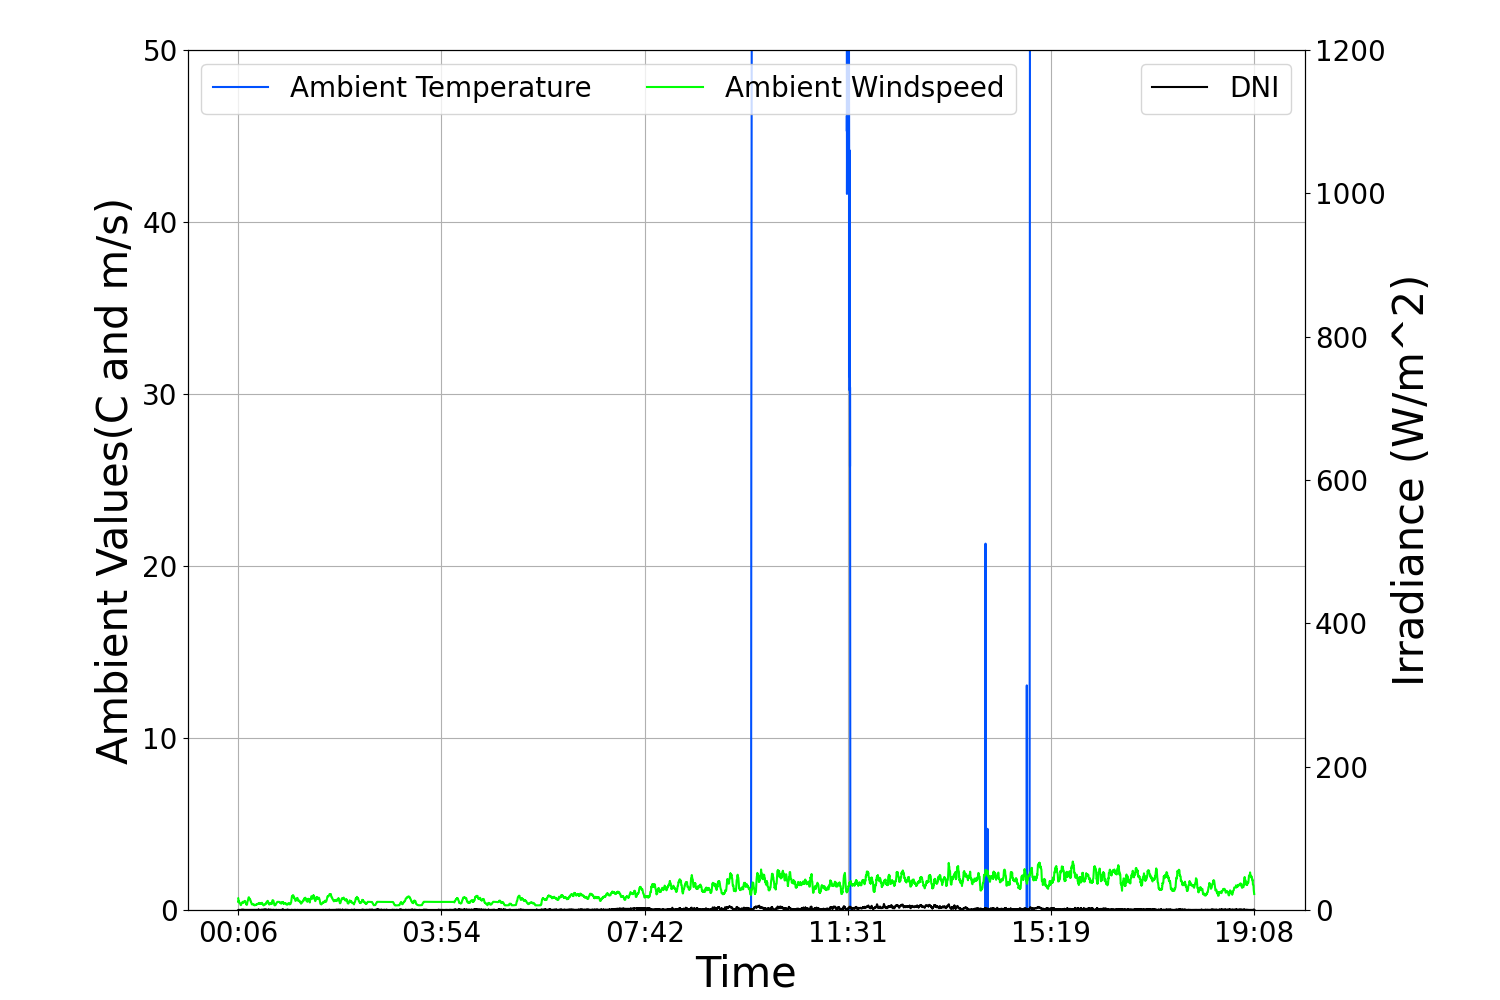 Ambient Temperature
Ambient Windspeed
DNI
Ambient Values(C and m/s)
50
40
30
20
10
0
1200
1000
800
600
400
200
0
Irradiance (W/m^2)
00:06 03:54 07:42 11:31 15:19 19:08
Time